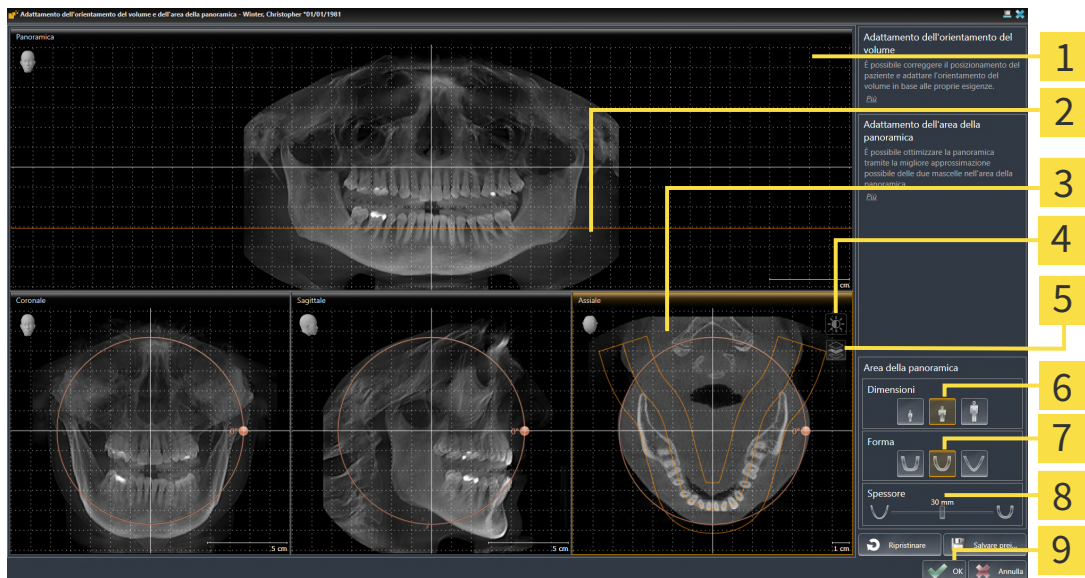 Adattamento dell'orientamento del volume e dell'area della panoramica - Winter, Christopher *01/01/1981
Panoramica
cm
Coronale
0°
.5 cm
Sagittale
0°
.5 cm
Assiale
0°
1 cm
Adattamento dell'orientamento del
volume
È possibile correggere il posizionamento del
paziente e adattare l'orientamento del
volume in base alle proprie esigenze.
Più
Adattamento dell'area della
panoramica
È possibile ottimizzare la panoramica
tramite la migliore approssimazione
possibile delle due mascelle nell'area della
panoramica.
Più
Area della panoramica
Dimensioni
Forma
Spessore
30 mm
Ripristinare
Salvare prei...
OK
Annulla
1
2
3
4
5
6
7
8
9